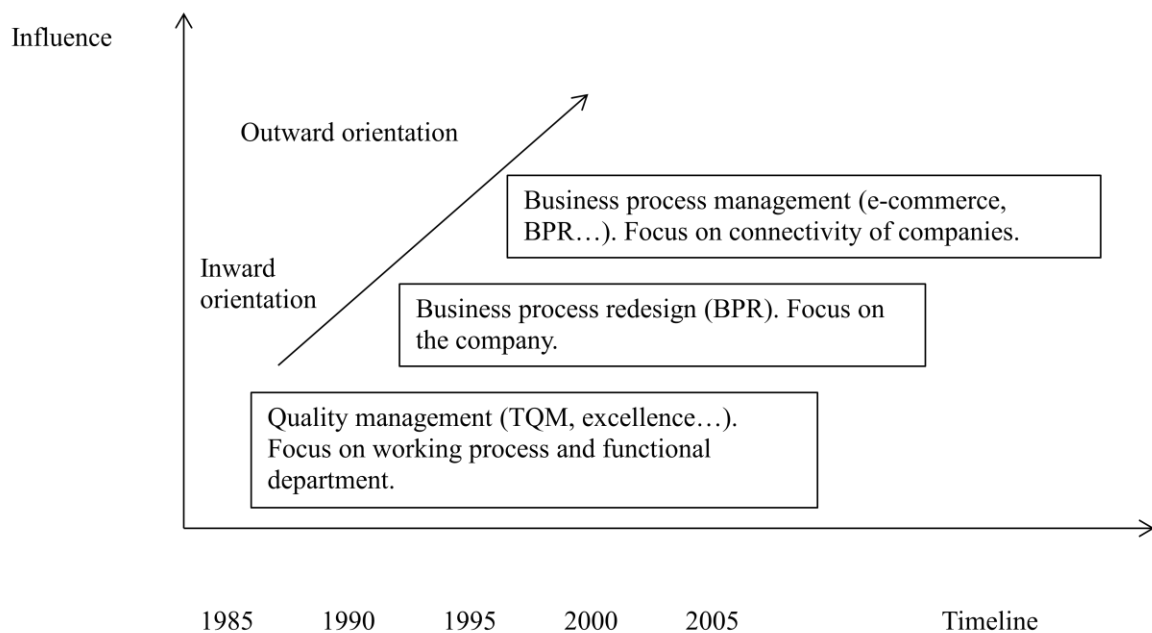 Influence
Outward orientation
Business process management (e-commerce,
BPR…). Focus on connectivity of companies.
Inward
orientation
Business process redesign (BPR). Focus on
the company.
Quality management (TQM, excellence…).
Focus on working process and functional
department.
1985 1990 1995 2000 2005 Timeline